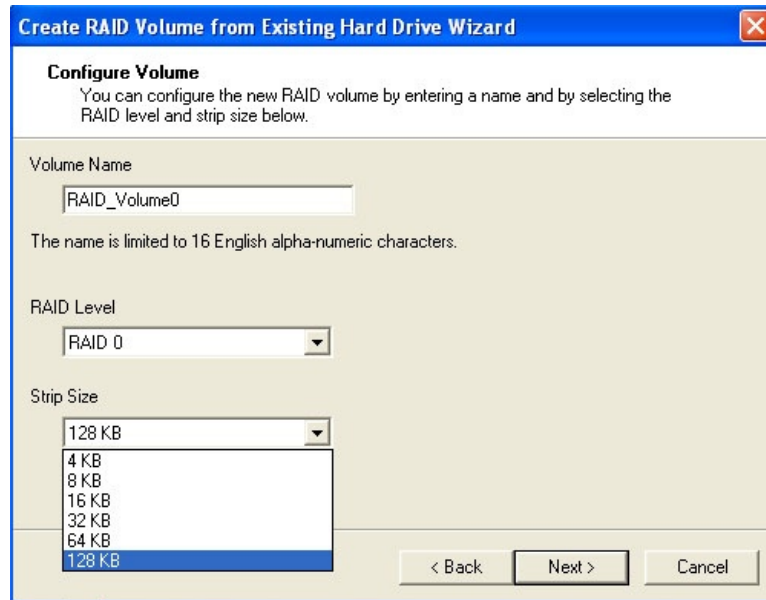 Create RAID Volume from Existing Hard Drive Wizard
Configure Volume
You can configure the new RAID volume by entering a name and by selecting the
RAID level and strip size below.
Volume Name
RAID_Volume0
The name is limited to 16 English alpha-numeric characters.
RAID Level
RAID 0
Strip Size
128 KB
4 KB
8 KB
16 KB
32 KB
64 KB
128 KB
< Back
Next >
Cancel